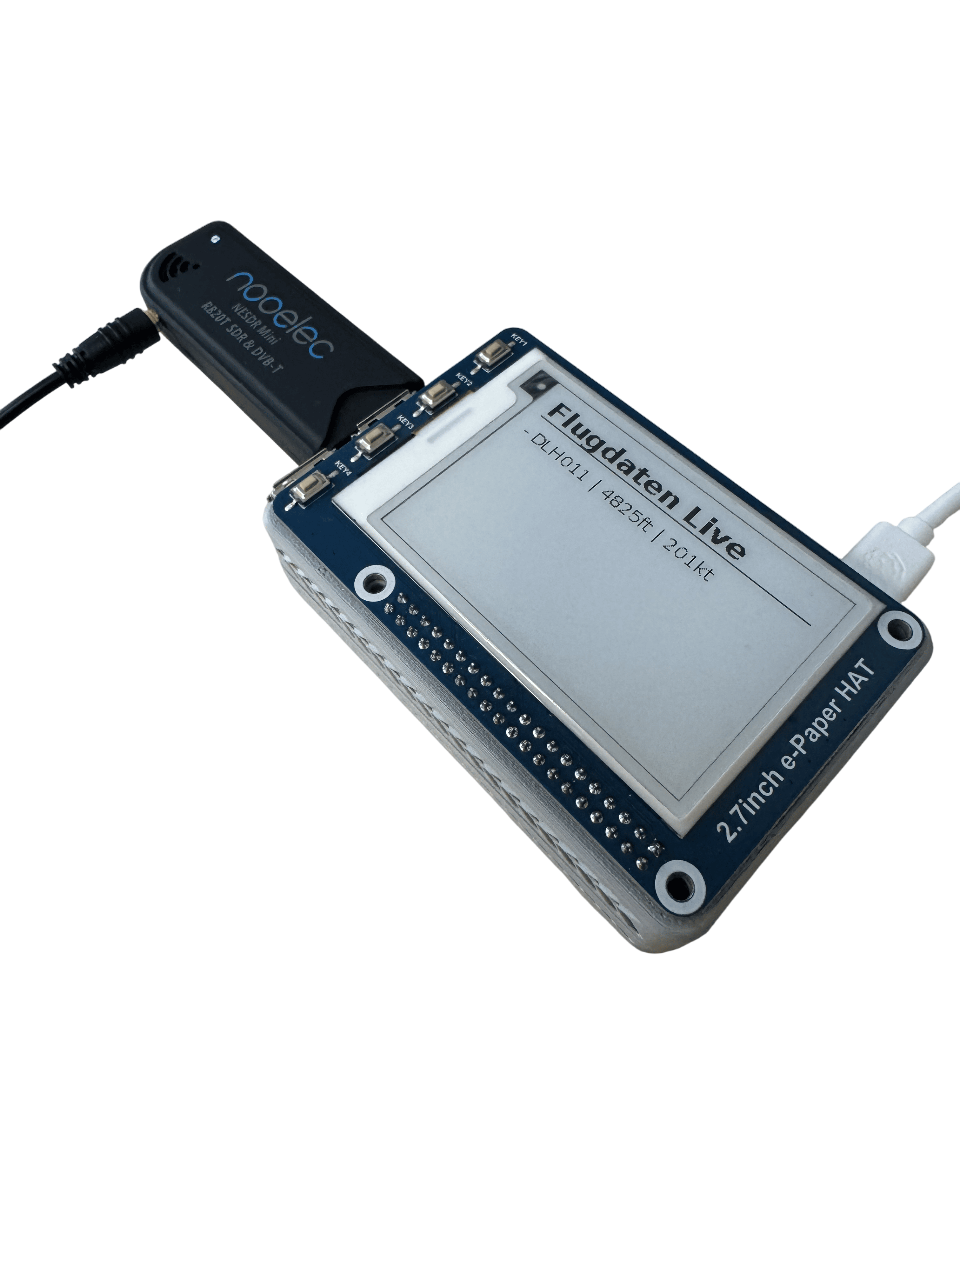 nooelec
NESDR Mini
R820T SDR & DVB-T
KEY1
KEY2
KEY3
KEY4
Flugdaten Live
- DLH011 | 4825ft | 201kt
2.7inch e-Paper HAT